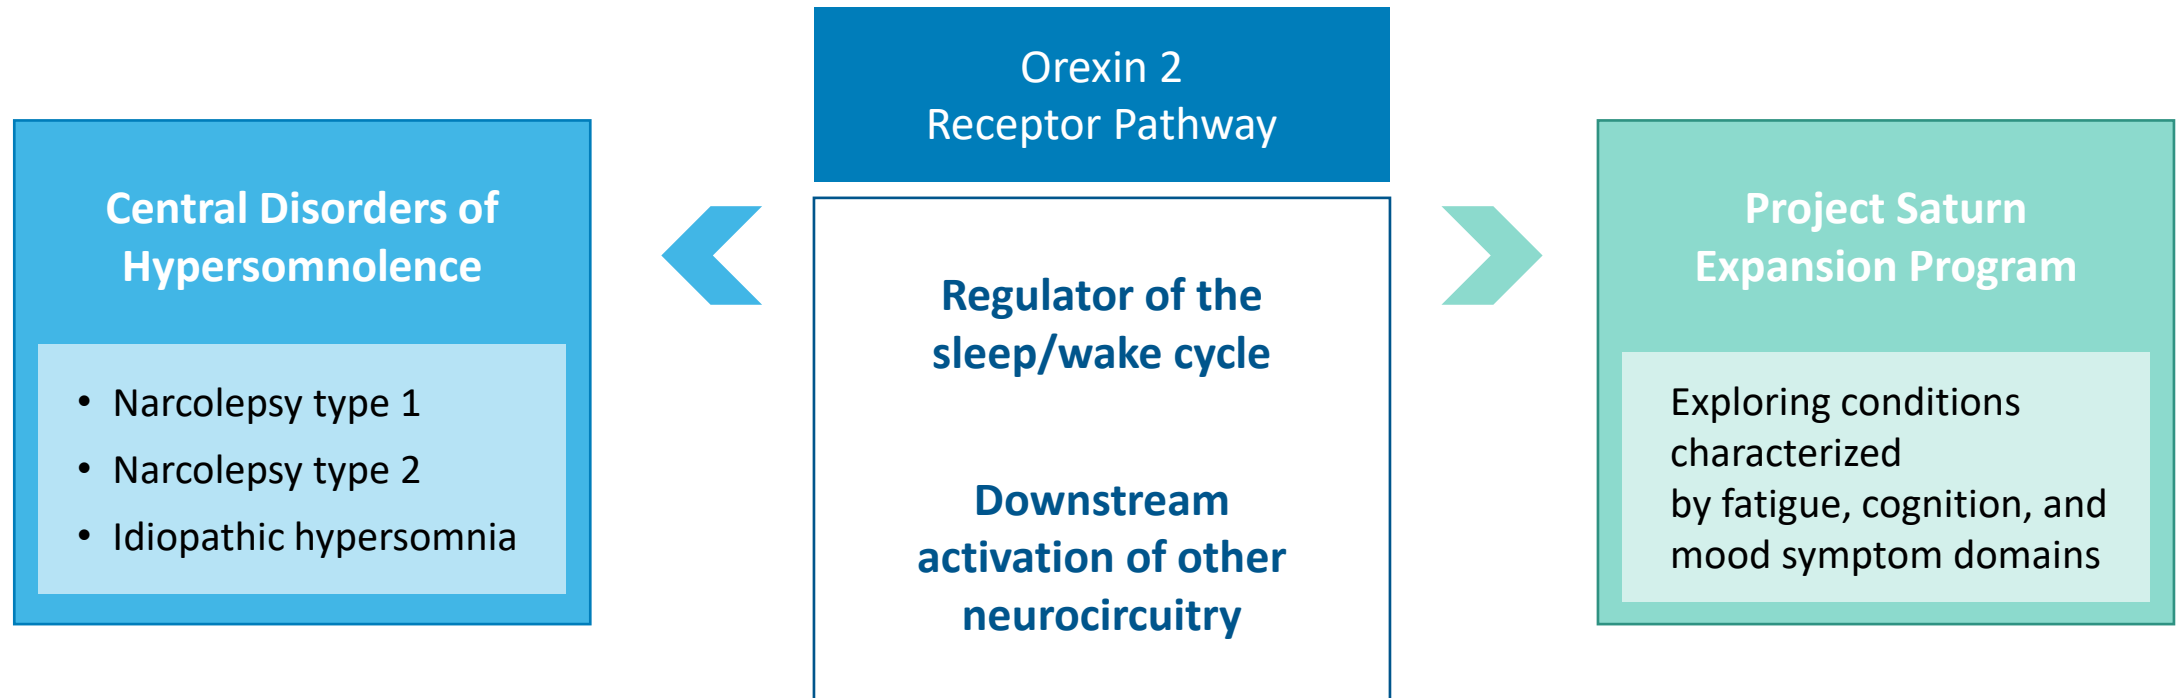 Central Disorders of
Hypersomnolence
• Narcolepsy type 1
• Narcolepsy type 2
• Idiopathic hypersomnia
Orexin 2
Receptor Pathway
Regulator of the
sleep/wake cycle
Downstream
activation of other
neurocircuitry
Project Saturn
Expansion Program
Exploring conditions
characterized
by fatigue, cognition, and
mood symptom domains